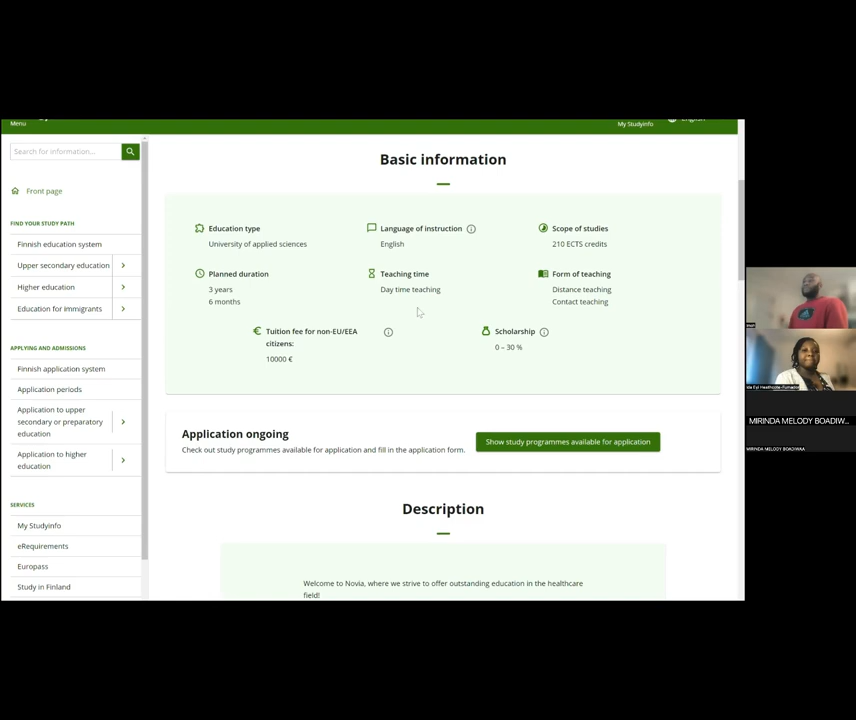 Menu
My Studyinfo
English
Search for information...
Front page
FIND YOUR STUDY PATH
Finnish education system
Upper secondary education
Higher education
Education for immigrants
APPLYING AND ADMISSIONS
Finnish application system
Application periods
Application to upper
secondary or preparatory
education
Application to higher
education
SERVICES
My Studyinfo
eRequirements
Europass
Study in Finland
Basic information
Education type
University of applied sciences
Language of instruction
English
Scope of studies
210 ECTS credits
Planned duration
3 years
6 months
Teaching time
Day time teaching
Form of teaching
Distance teaching
Contact teaching
Tuition fee for non-EU/EEA
citizens:
10000 €
Scholarship
0 – 30 %
Application ongoing
Check out study programmes available for application and fill in the application form.
Show study programmes available for application
Description
Welcome to Novia, where we strive to offer outstanding education in the healthcare
field!
MIRINDA MELODY BOADIW...
MIRINDA MELODY BOADIWAA